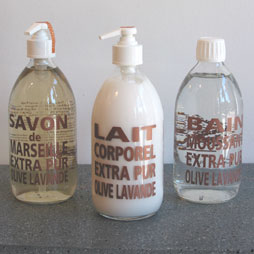 SAVON
de
MARSEILLE
EXTRA PUR
OLIVE LAVANDE
LAIT
CORPOREL
EXTRA PUR
OLIVE LAVANDE
BAIN
MOUSSANT
EXTRA PUR
OLIVE LAVANDE